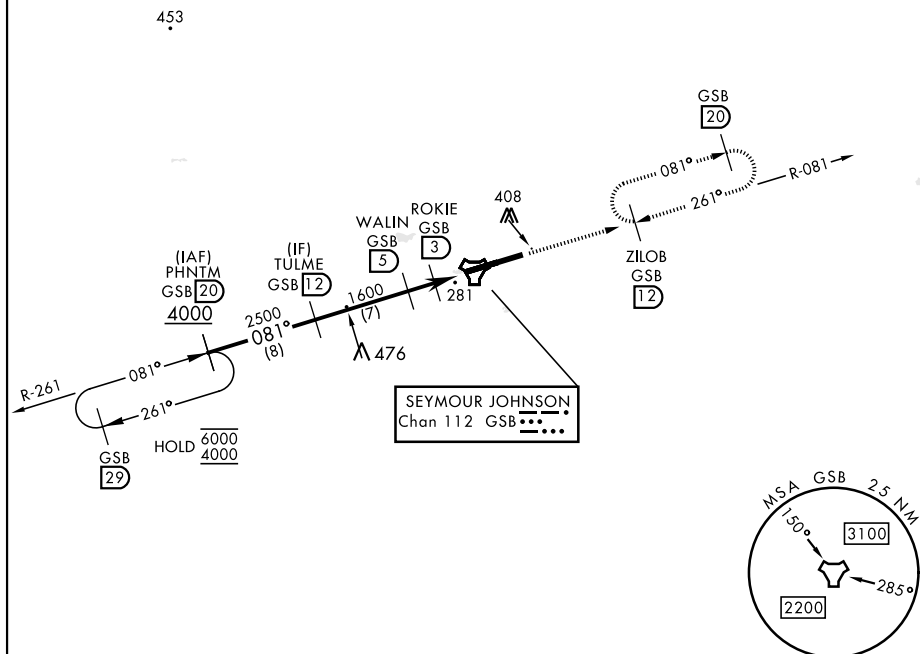 453
GSB
20
081°
R-081
261°
408
ZILOB
GSB
12
ROKIE
GSB
3
WALIN
GSB
5
(IF)
TULME
GSB 12
(IAF)
PHNTM
GSB 20
4000
2500
081°
(8)
1600
(7)
281
476
081°
R-261
261°
GSB
29
HOLD 6000
4000
SEYMOUR JOHNSON
Chan 112 GSB
MSA GSB 25 NM
150°
3100
285°
2200